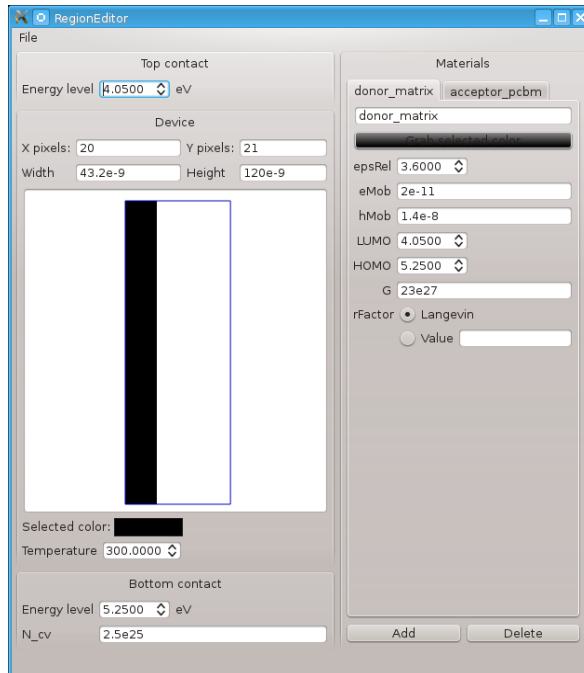 RegionEditor
File
Top contact
Energy level 4.0500 eV
Device
X pixels: 20 Y pixels: 21
Width 43.2e-9 Height 120e-9
Selected color:
Temperature 300.0000
Bottom contact
Energy level 5.2500 eV
N_cv 2.5e25
Materials
donor_matrix acceptor_pcbm
donor_matrix
Grab selected color
epsRel 3.6000
eMob 2e-11
hMob 1.4e-8
LUMO 4.0500
HOMO 5.2500
G 23e27
rFactor Langevin
Value
Add Delete